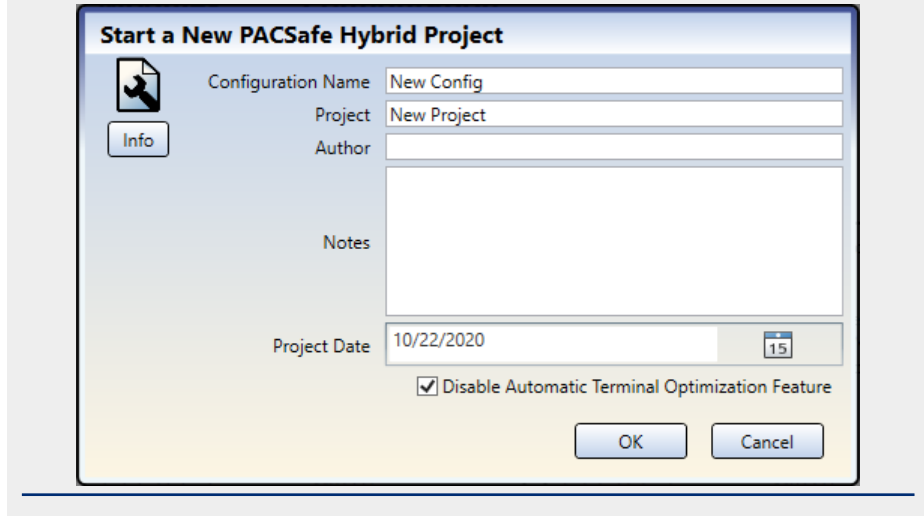 Start a New PACSafe Hybrid Project
Configuration Name New Config
Project New Project
Info
Author
Notes
Project Date 10/22/2020
15
Disable Automatic Terminal Optimization Feature
OK Cancel